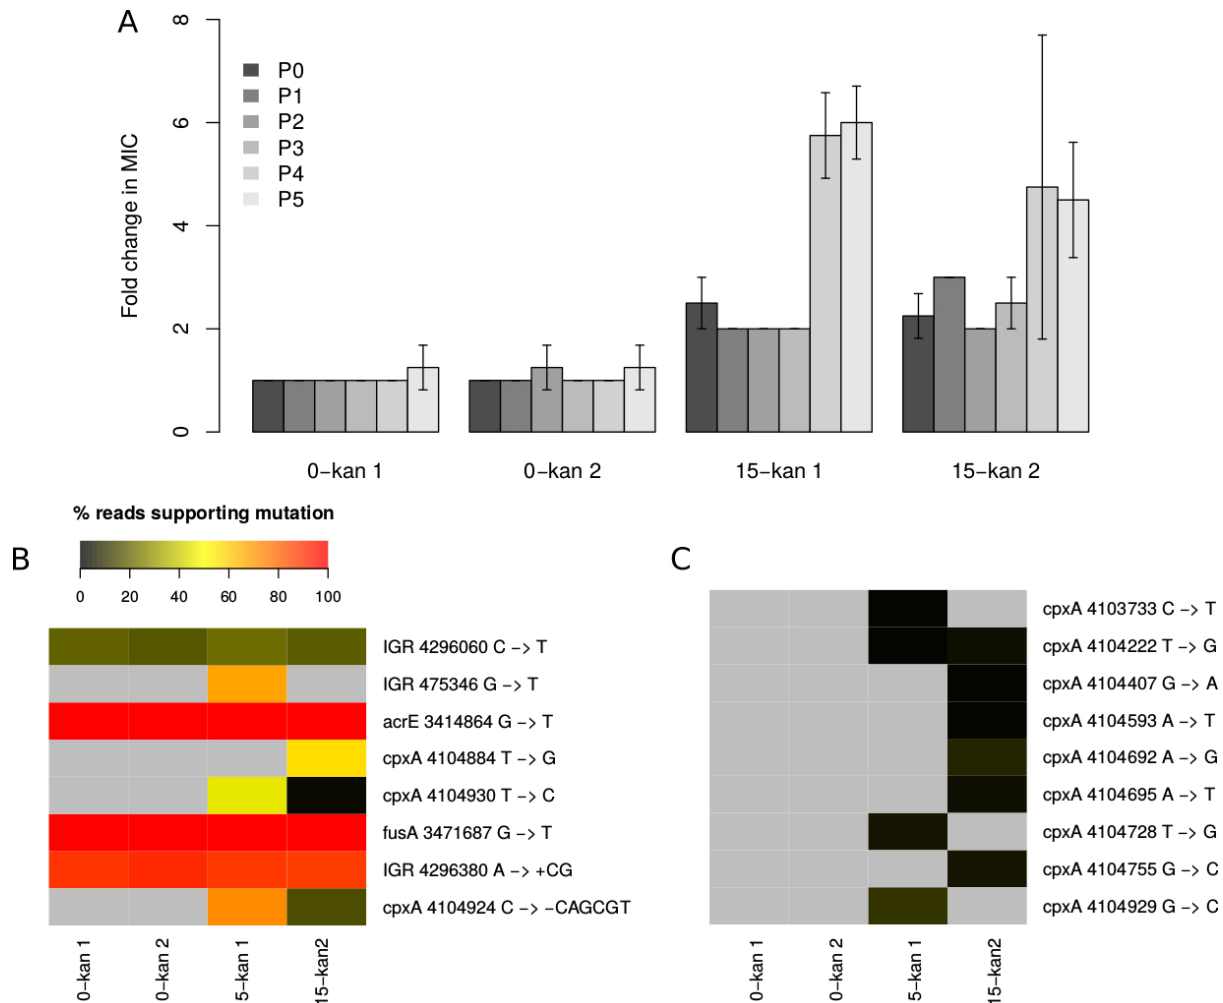 A
8
6
4
2
0
Fold change in MIC
P0
P1
P2
P3
P4
P5
0−kan 1
0−kan 2
15−kan 1
15−kan 2
% reads supporting mutation
B
0 20 40 60 80 100
IGR 4296060 C −> T
IGR 475346 G −> T
acrE 3414864 G −> T
cpxA 4104884 T −> G
cpxA 4104930 T −> C
fusA 3471687 G −> T
IGR 4296380 A −> +CG
cpxA 4104924 C −> −CAGCGT
0−kan 1
0−kan 2
5−kan 1
15−kan2
C
cpxA 4103733 C −> T
cpxA 4104222 T −> G
cpxA 4104407 G −> A
cpxA 4104593 A −> T
cpxA 4104692 A −> G
cpxA 4104695 A −> T
cpxA 4104728 T −> G
cpxA 4104755 G −> C
cpxA 4104929 G −> C
0−kan 1
0−kan 2
5−kan 1
15−kan2